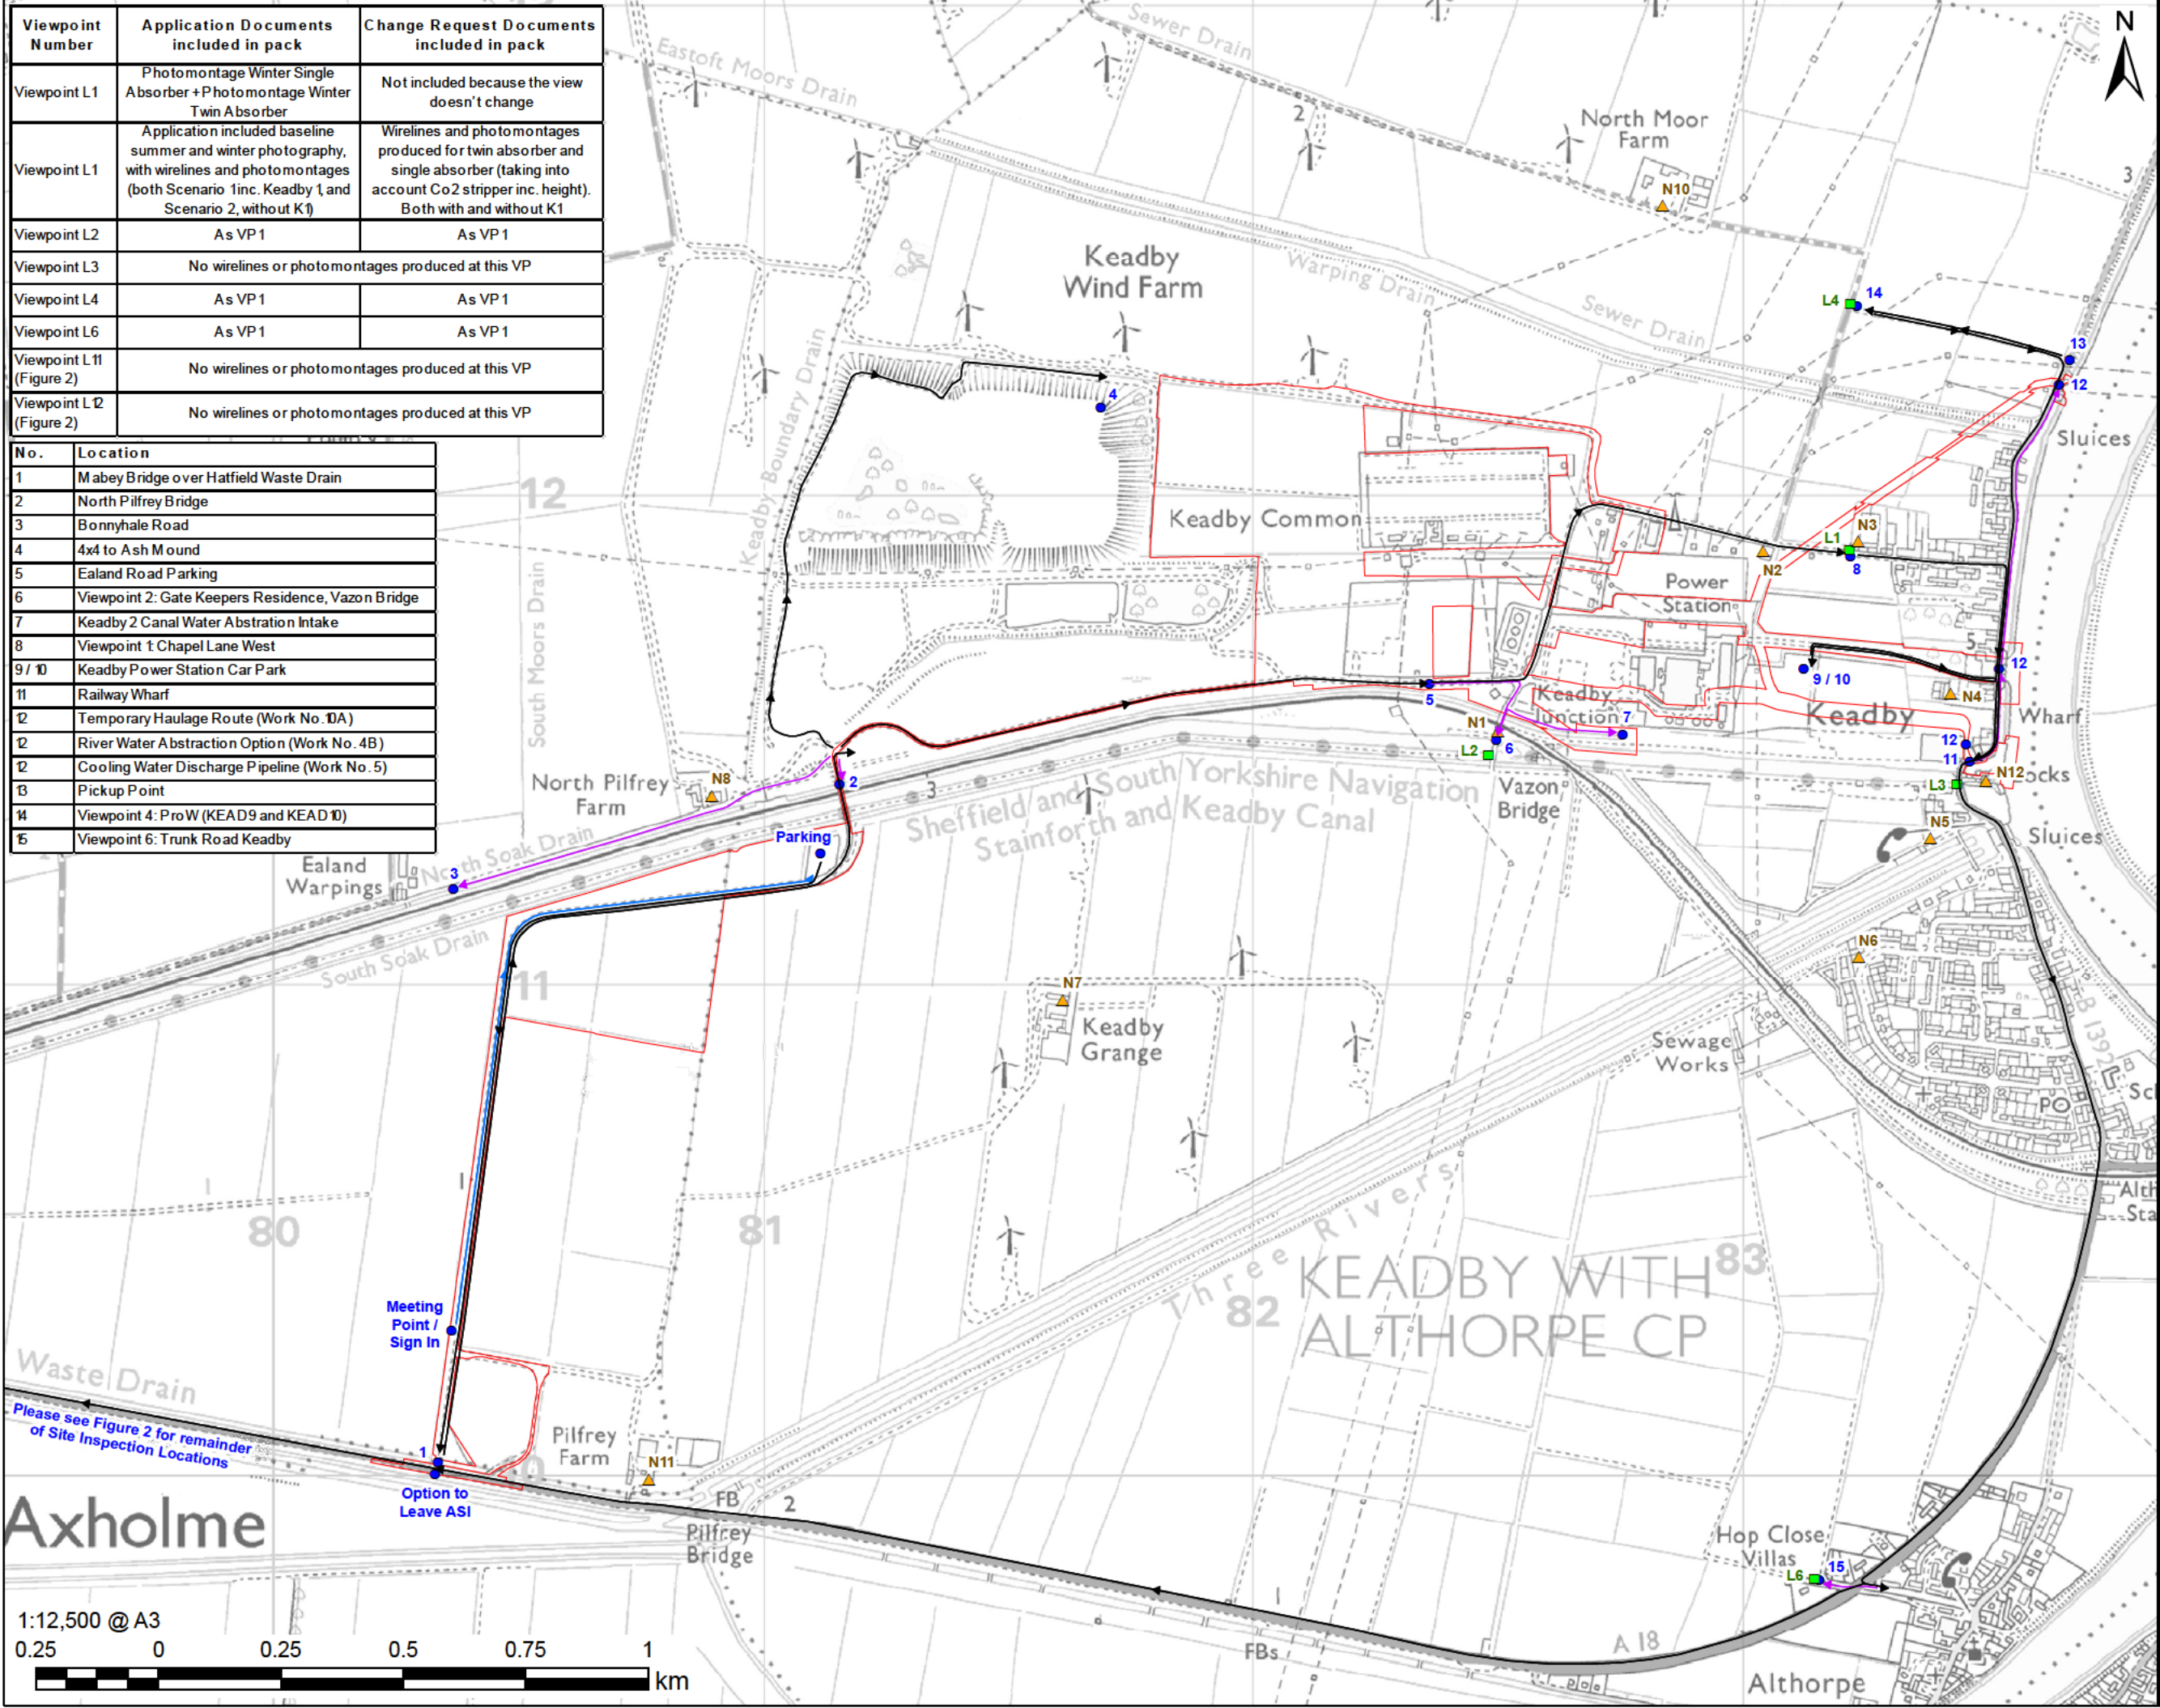 Viewpoint Number
Application Documents included in pack
Change Request Documents included in pack
Viewpoint L1
Photomontage Winter Single Absorber + Photomontage Winter Twin Absorber
Not included because the view doesn't change
Viewpoint L1
Application included baseline summer and winter photography, with wirelines and photomontages (both Scenario 1 inc. Keadby 1, and Scenario 2, without K1)
Wirelines and photomontages produced for twin absorber and single absorber (taking into account Co2 stripper inc. height). Both with and without K1
Viewpoint L2
As VP1
As VP1
Viewpoint L3
No wirelines or photomontages produced at this VP
Viewpoint L4
As VP1
As VP1
Viewpoint L6
As VP1
As VP1
Viewpoint L11 (Figure 2)
No wirelines or photomontages produced at this VP
Viewpoint L12 (Figure 2)
No wirelines or photomontages produced at this VP
No. Location
1 Mabey Bridge over Hatfield Waste Drain
2 North Pilfrey Bridge
3 Bonnyhale Road
4 4x4 to Ash Mound
5 Ealand Road Parking
6 Viewpoint 2: Gate Keepers Residence, Vazon Bridge
7 Keadby 2 Canal Water Abstration Intake
8 Viewpoint 1: Chapel Lane West
9 / 10 Keadby Power Station Car Park
11 Railway Wharf
12 Temporary Haulage Route (Work No. 10A)
12 River Water Abstraction Option (Work No. 4B)
12 Cooling Water Discharge Pipeline (Work No. 5)
13 Pickup Point
14 Viewpoint 4: ProW (KEAD9 and KEAD10)
15 Viewpoint 6: Trunk Road Keadby
N
Sewer Drain
Eastoft Moors Drain
2
North Moor
Farm
N10
3
Keadby
Wind Farm
Warping Drain
Sewer Drain
L4
14
13
12
Sluices
4
12
Keadby Boundary Drain
South Moors Drain
Keadby Common
L1
N3
N2
8
Power
Station
5
12
9 / 10
N4
Keadby
Wharf
5
Keadby
Junction
7
N1
L2
6
12
11
N12
ocks
L3
Vazon
Bridge
N5
Sluices
North Pilfrey
Farm
N8
2
3
Sheffield and South Yorkshire Navigation
Stainforth and Keadby Canal
Parking
Ealand
Warpings
North Soak Drain
3
South Soak Drain
11
N7
Keadby
Grange
N6
Sewage
Works
B 1392
Sch
PO
Alth
Sta
1
80
81
82
83
Three Rivers
KEADBY WITH
ALTHORPE CP
Meeting
Point /
Sign In
Waste Drain
Please see Figure 2 for remainder
of Site Inspection Locations
1
Option to
Leave ASI
Pilfrey
Farm
N11
FB
2
Pilfrey
Bridge
Axholme
Hop Close
Villas
L6
15
1
FBs
A 18
Althorpe
1:12,500 @ A3
0.25 0 0.25 0.5 0.75 1
km